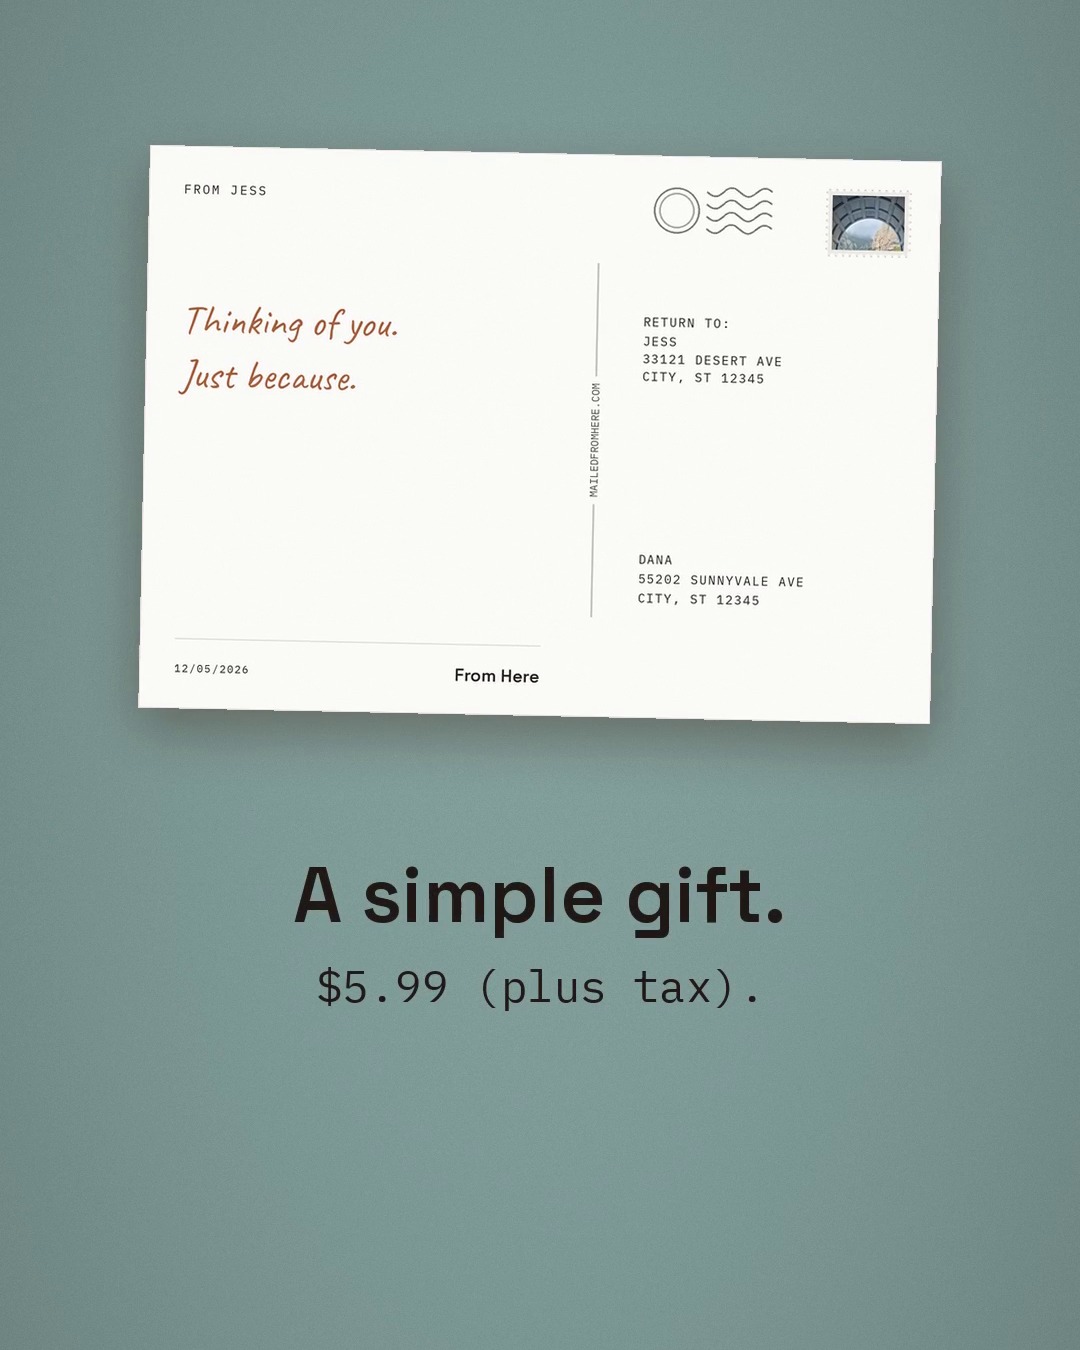 FROM JESS
Thinking of you.
Just because.
MAILEDFROMHERE.COM
RETURN TO:
JESS
33121 DESERT AVE
CITY, ST 12345
DANA
55202 SUNNYVALE AVE
CITY, ST 12345
12/05/2026
From Here
A simple gift.
$5.99 (plus tax).